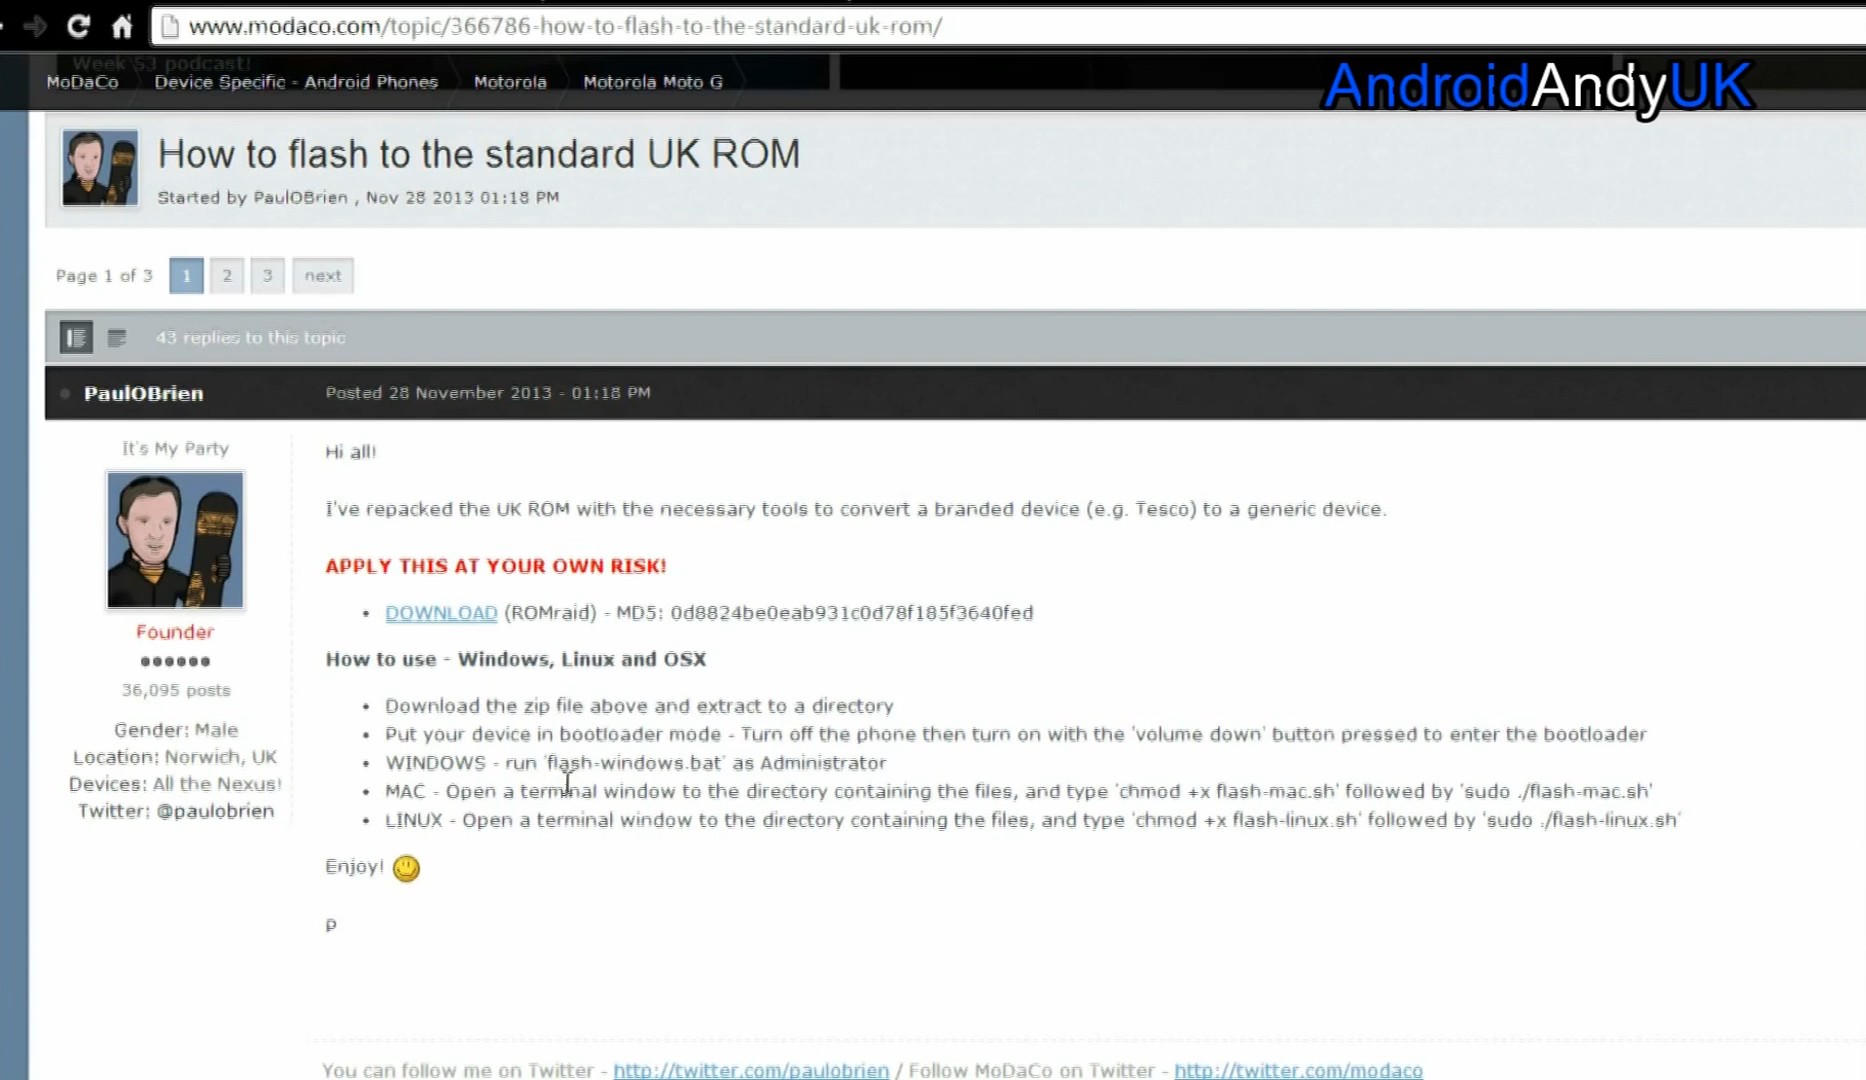 www.modaco.com/topic/366786-how-to-flash-to-the-standard-uk-rom/
Week 53 podcast!
MoDaCo Device Specific - Android Phones Motorola Motorola Moto G
AndroidAndyUK
How to flash to the standard UK ROM
Started by PaulOBrien , Nov 28 2013 01:18 PM
Page 1 of 3 1 2 3 next
43 replies to this topic
PaulOBrien Posted 28 November 2013 - 01:18 PM
It's My Party
Founder
36,095 posts
Gender: Male
Location: Norwich, UK
Devices: All the Nexus!
Twitter: @paulobrien
Hi all!
I've repacked the UK ROM with the necessary tools to convert a branded device (e.g. Tesco) to a generic device.
APPLY THIS AT YOUR OWN RISK!
• DOWNLOAD (ROMraid) - MD5: 0d8824be0eab931c0d78f185f3640fed
How to use - Windows, Linux and OSX
• Download the zip file above and extract to a directory
• Put your device in bootloader mode - Turn off the phone then turn on with the 'volume down' button pressed to enter the bootloader
• WINDOWS - run 'flash-windows.bat' as Administrator
• MAC - Open a terminal window to the directory containing the files, and type 'chmod +x flash-mac.sh' followed by 'sudo ./flash-mac.sh'
• LINUX - Open a terminal window to the directory containing the files, and type 'chmod +x flash-linux.sh' followed by 'sudo ./flash-linux.sh'
Enjoy!
P
You can follow me on Twitter - http://twitter.com/paulobrien / Follow MoDaCo on Twitter - http://twitter.com/modaco